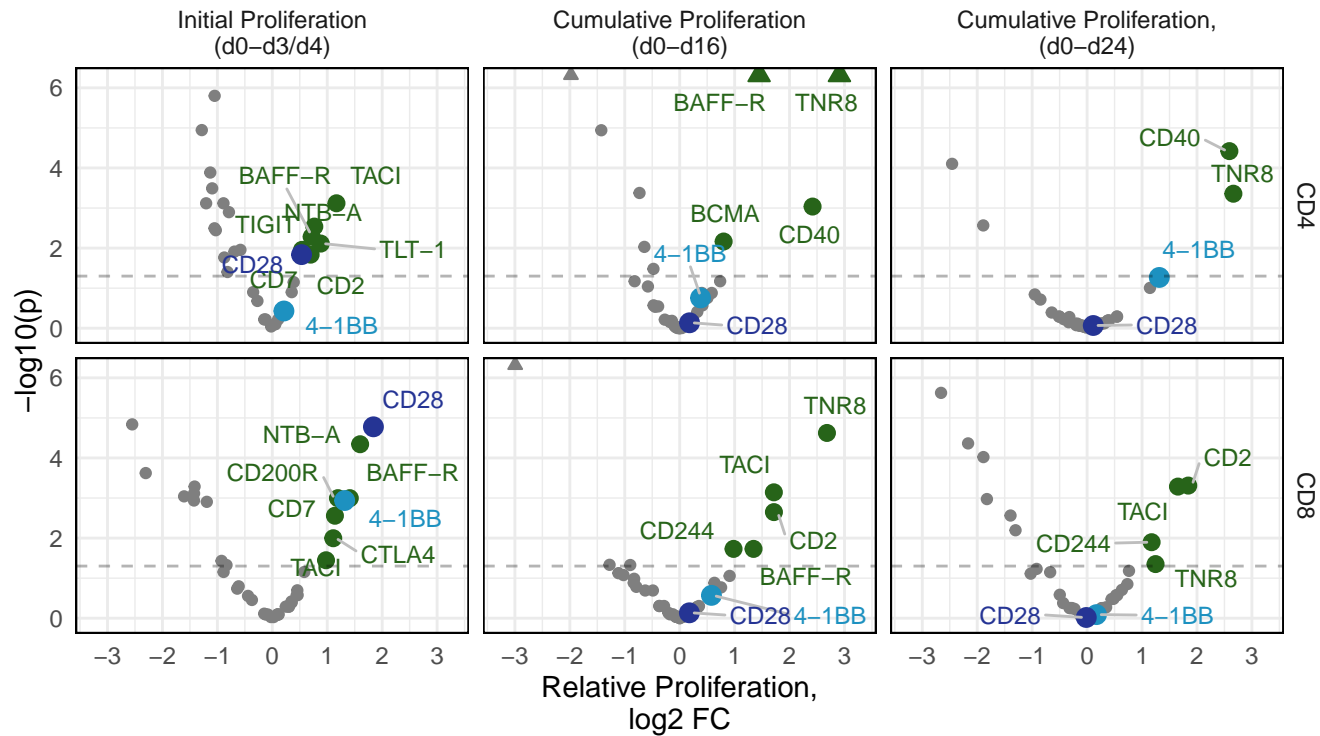 Initial Proliferation
(d0−d3/d4)
Cumulative Proliferation
(d0−d16)
Cumulative Proliferation,
(d0−d24)
−log10(p)
6
4
2
0
BAFF−R
TACI
TIGIT
NTB−A
TLT−1
CD28
CD7
CD2
4−1BB
BAFF−R
TNR8
BCMA
CD40
4−1BB
CD28
CD40
TNR8
4−1BB
CD28
CD4
6
4
2
0
CD28
NTB−A
CD200R
BAFF−R
CD7
4−1BB
CTLA4
TACI
TNR8
TACI
CD244
CD2
BAFF−R
CD28
4−1BB
CD2
TACI
CD244
TNR8
CD28
4−1BB
CD8
−3 −2 −1 0 1 2 3
−3 −2 −1 0 1 2 3
−3 −2 −1 0 1 2 3
Relative Proliferation,
log2 FC